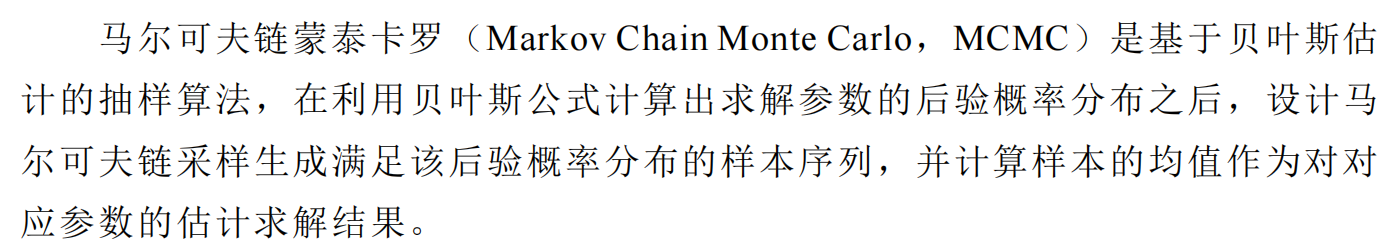 马尔可夫链蒙泰卡罗（Markov Chain Monte Carlo，MCMC）是基于贝叶斯估
计的抽样算法，在利用贝叶斯公式计算出求解参数的后验概率分布之后，设计马
尔可夫链采样生成满足该后验概率分布的样本序列，并计算样本的均值作为对对
应参数的估计求解结果。